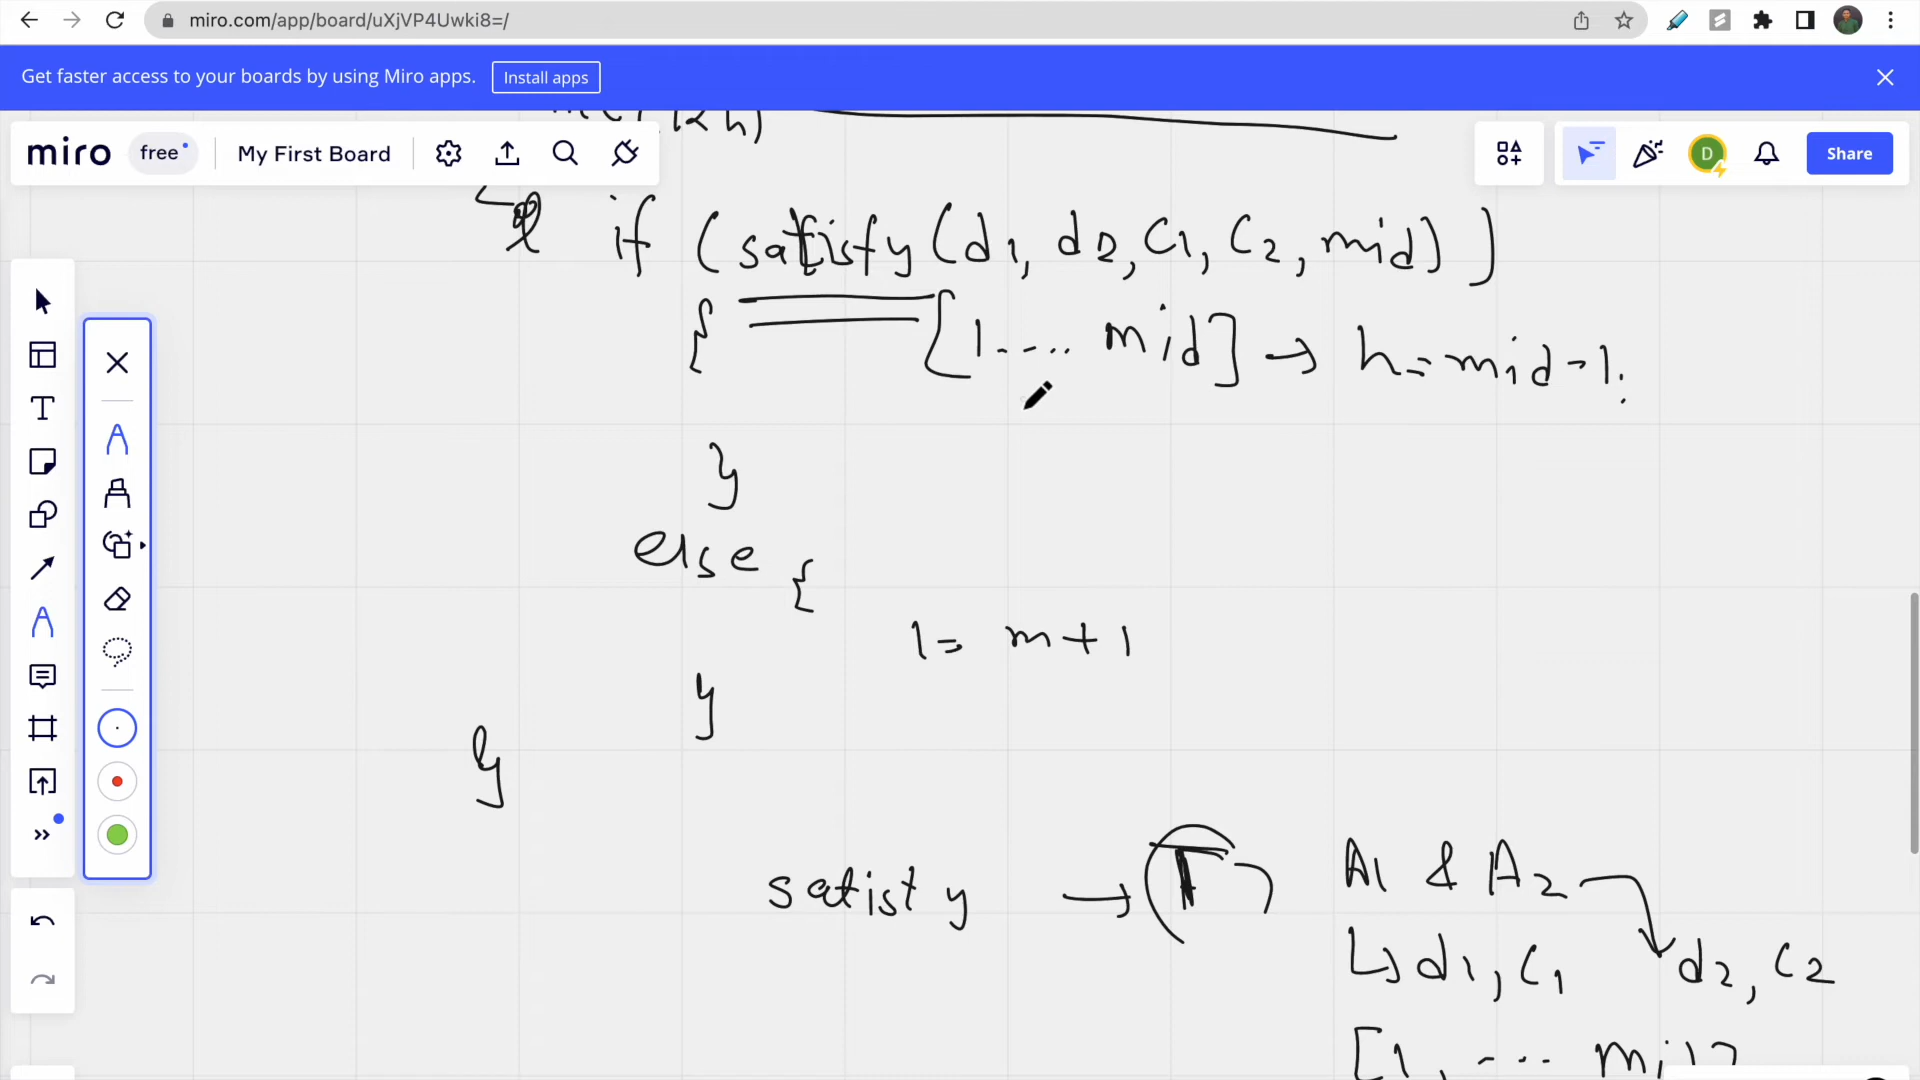 miro.com/app/board/uXjVP4Uwki8=/
Get faster access to your boards by using Miro apps. Install apps
miro free My First Board D Share
if (satisfy(d1, d2, c1, c2, mid))
{ [1.... mid] → h=mid-1;
}
else {
l= m+1
}
}
satisfy → A1 & A2
↳ d1, c1 d2, c2
[1, ... mid]